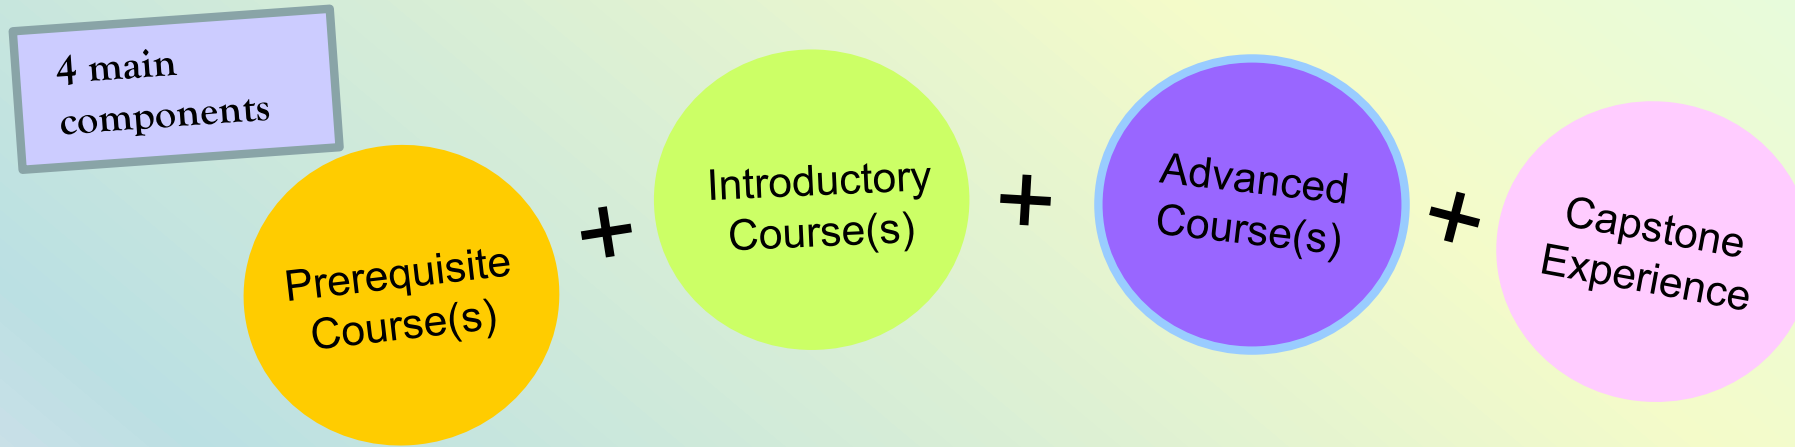 4 main
components
Prerequisite
Course(s)
+
Introductory
Course(s)
+
Advanced
Course(s)
+
Capstone
Experience